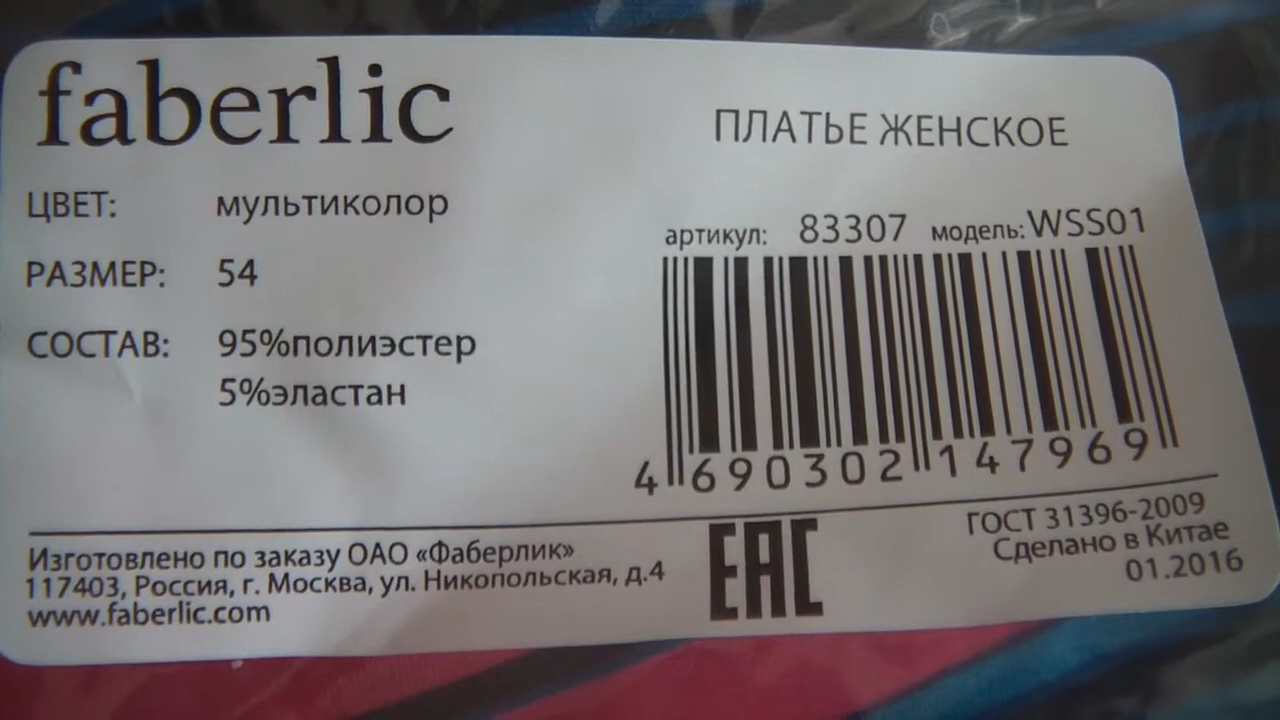 faberlic
ПЛАТЬЕ ЖЕНСКОЕ
ЦВЕТ: мультиколор
РАЗМЕР: 54
СОСТАВ: 95%полиэстер
5%эластан
артикул: 83307 модель: WSS01
4 690302 147969
Изготовлено по заказу ОАО «Фаберлик»
117403, Россия, г. Москва, ул. Никопольская, д.4
www.faberlic.com
EAC
ГОСТ 31396-2009
Сделано в Китае
01.2016